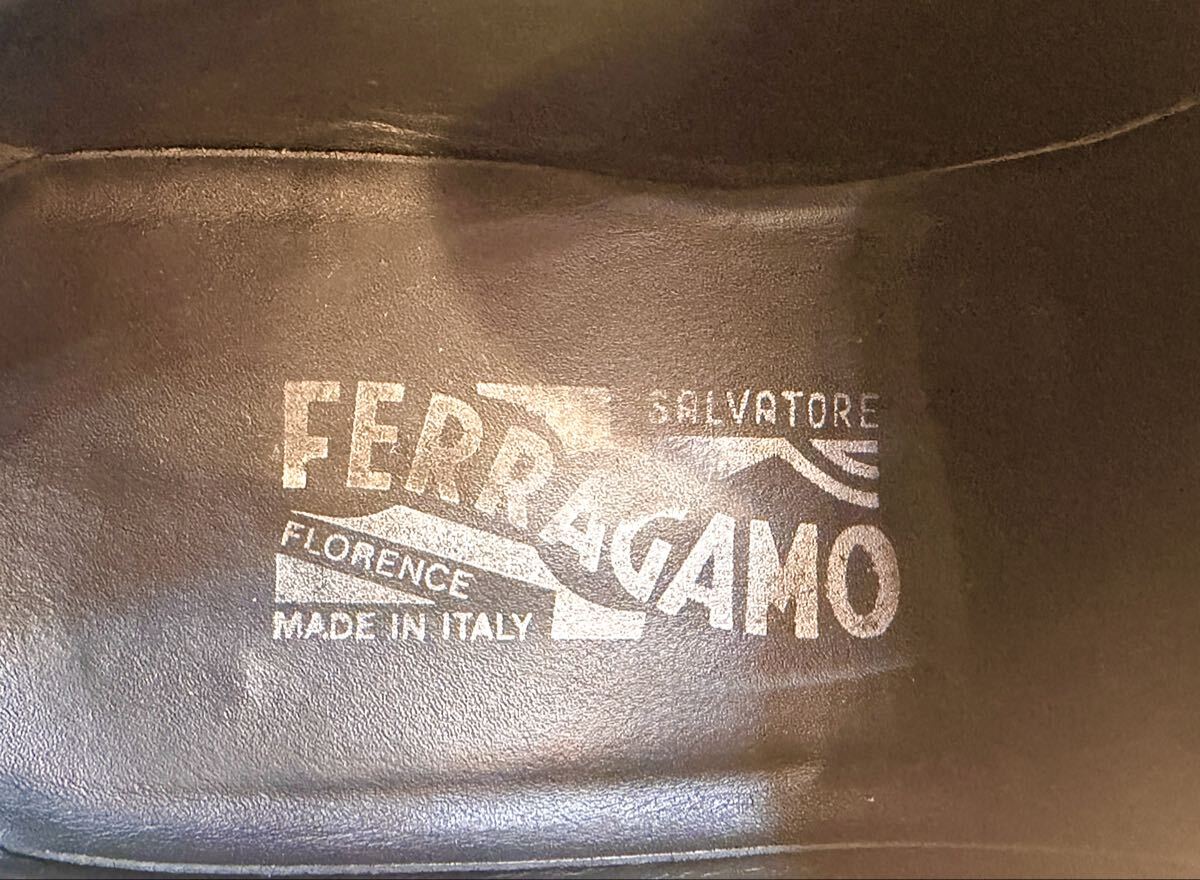 SALVATORE
FERRAGAMO
FLORENCE
MADE IN ITALY